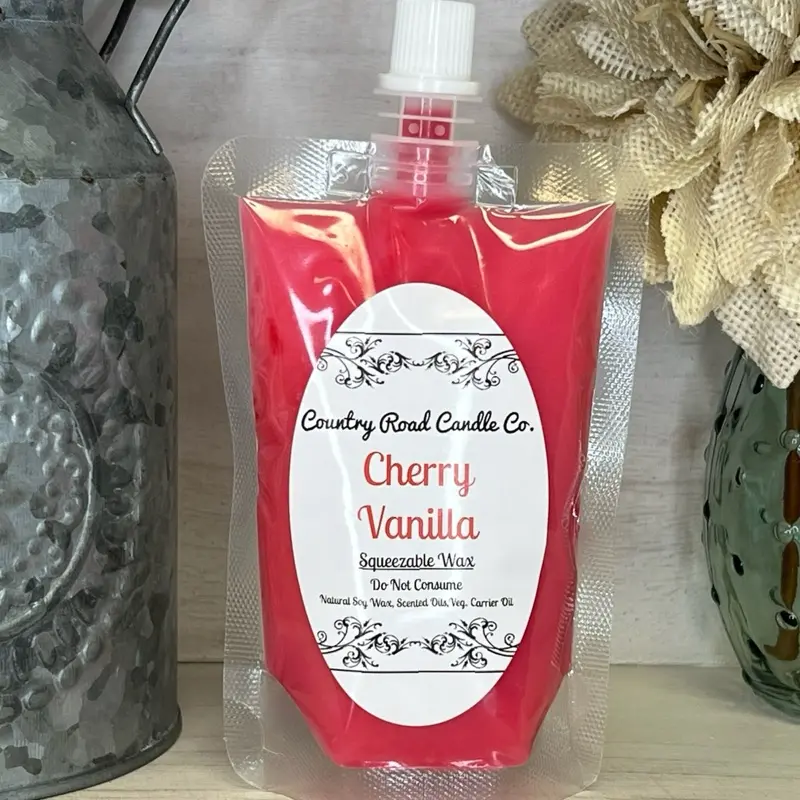 Country Road Candle Co.
Cherry
Vanilla
Squeezable Wax
Do Not Consume
Natural Soy Wax, Scented Oils, Veg. Carrier Oil